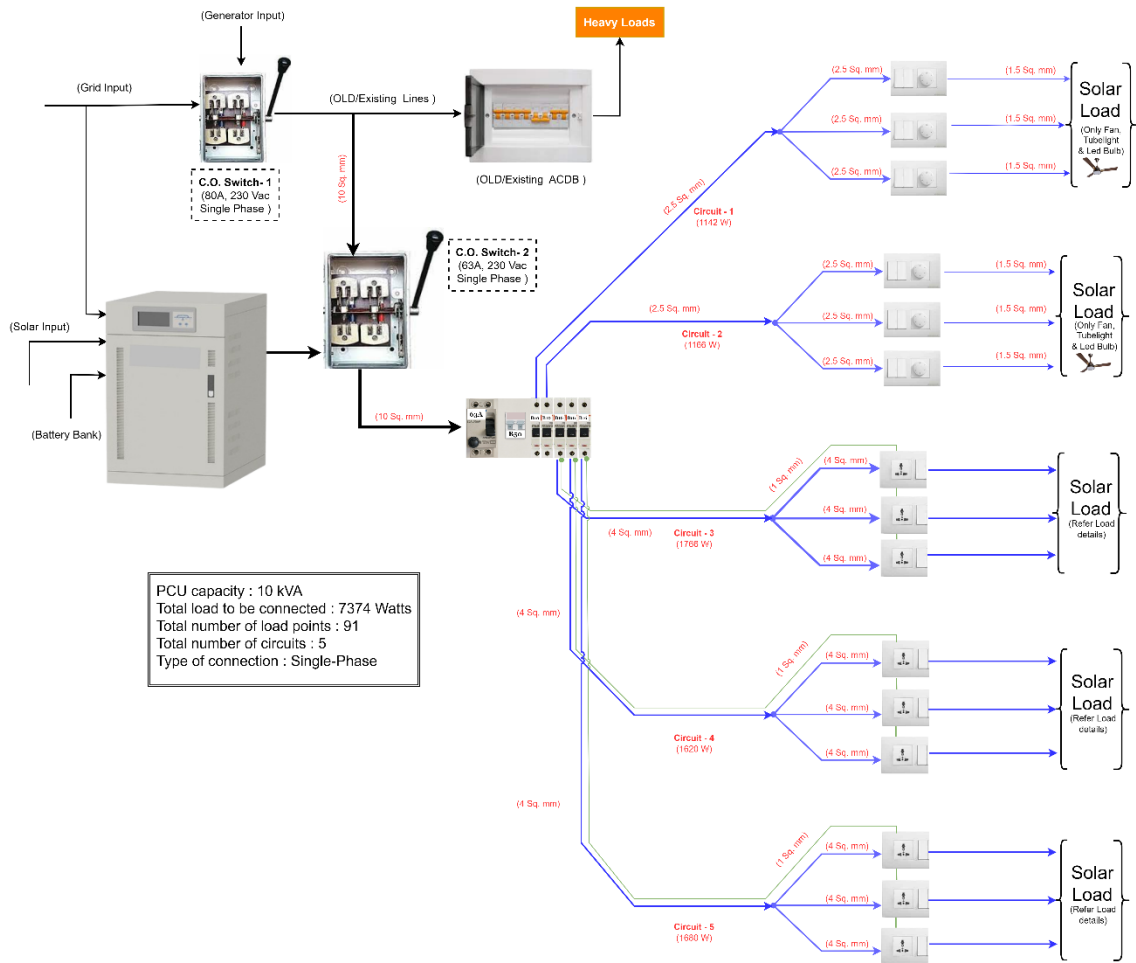 (Generator Input)
Heavy Loads
(Grid Input)
(OLD/Existing Lines )
C.O. Switch- 1
(80A, 230 Vac
Single Phase )
(OLD/Existing ACDB )
(10 Sq. mm)
C.O. Switch- 2
(63A, 230 Vac
Single Phase )
(Solar Input)
(Battery Bank)
(10 Sq. mm)
63A
B50
(2.5 Sq. mm)
Circuit - 1
(1142 W)
(2.5 Sq. mm)
(1.5 Sq. mm)
(2.5 Sq. mm)
(1.5 Sq. mm)
(2.5 Sq. mm)
(1.5 Sq. mm)
Solar
Load
(Only Fan,
Tubelight
& Led Bulb)
(2.5 Sq. mm)
Circuit - 2
(1166 W)
(2.5 Sq. mm)
(1.5 Sq. mm)
(2.5 Sq. mm)
(1.5 Sq. mm)
(2.5 Sq. mm)
(1.5 Sq. mm)
Solar
Load
(Only Fan,
Tubelight
& Led Bulb)
(1 Sq. mm)
(4 Sq. mm)
Circuit - 3
(1766 W)
(4 Sq. mm)
(4 Sq. mm)
(4 Sq. mm)
Solar
Load
(Refer Load
details)
PCU capacity : 10 kVA
Total load to be connected : 7374 Watts
Total number of load points : 91
Total number of circuits : 5
Type of connection : Single-Phase
(4 Sq. mm)
(1 Sq. mm)
Circuit - 4
(1620 W)
(4 Sq. mm)
(4 Sq. mm)
(4 Sq. mm)
Solar
Load
(Refer Load
details)
(4 Sq. mm)
(1 Sq. mm)
Circuit - 5
(1680 W)
(4 Sq. mm)
(4 Sq. mm)
(4 Sq. mm)
Solar
Load
(Refer Load
details)